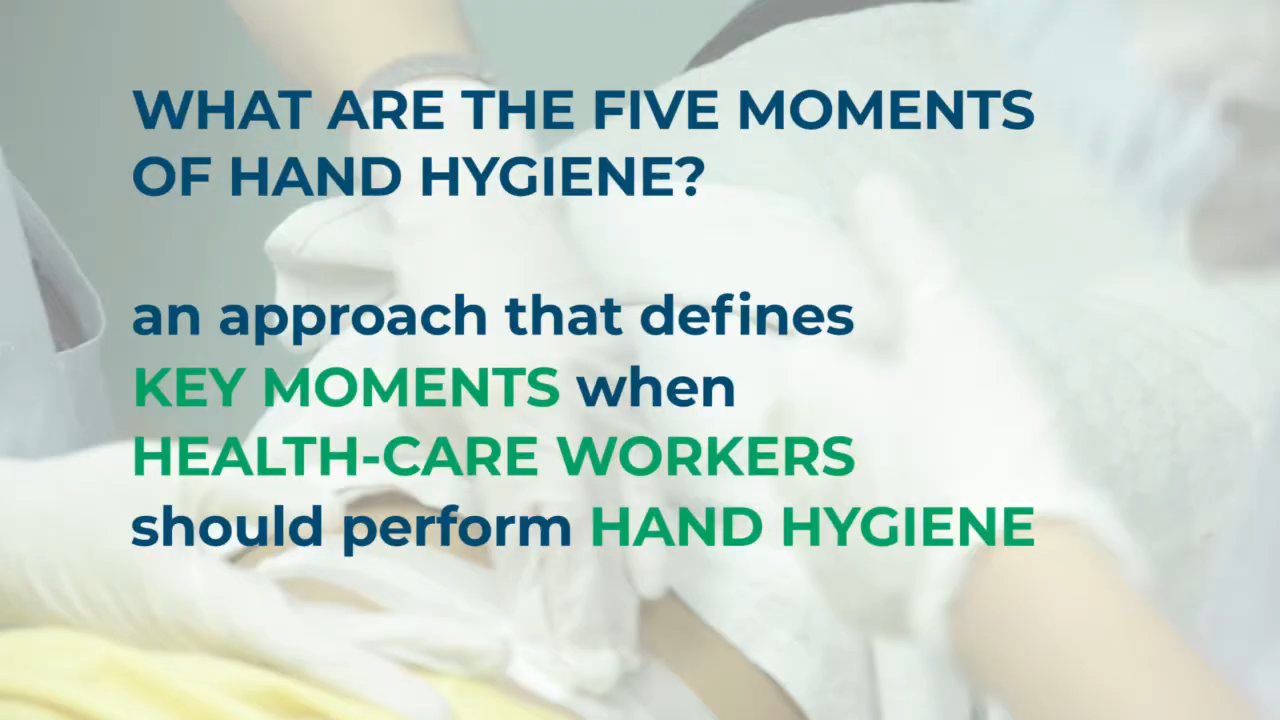 WHAT ARE THE FIVE MOMENTS
OF HAND HYGIENE?
an approach that defines
KEY MOMENTS when
HEALTH-CARE WORKERS
should perform HAND HYGIENE